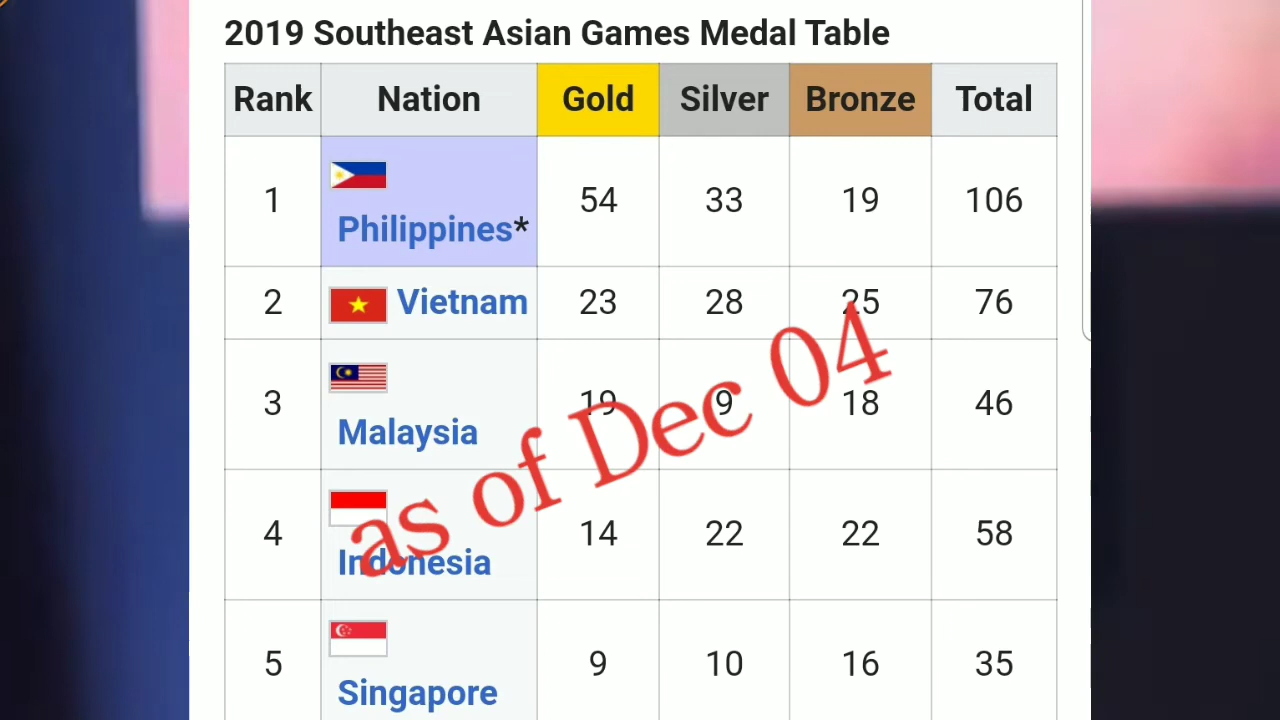 2019 Southeast Asian Games Medal Table
Rank Nation Gold Silver Bronze Total
1 Philippines* 54 33 19 106
2 Vietnam 23 28 25 76
3 Malaysia 19 9 18 46
4 Indonesia 14 22 22 58
5 Singapore 9 10 16 35
as of Dec 04